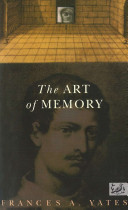 The ART
of MEMORY
FRANCES A. YATES